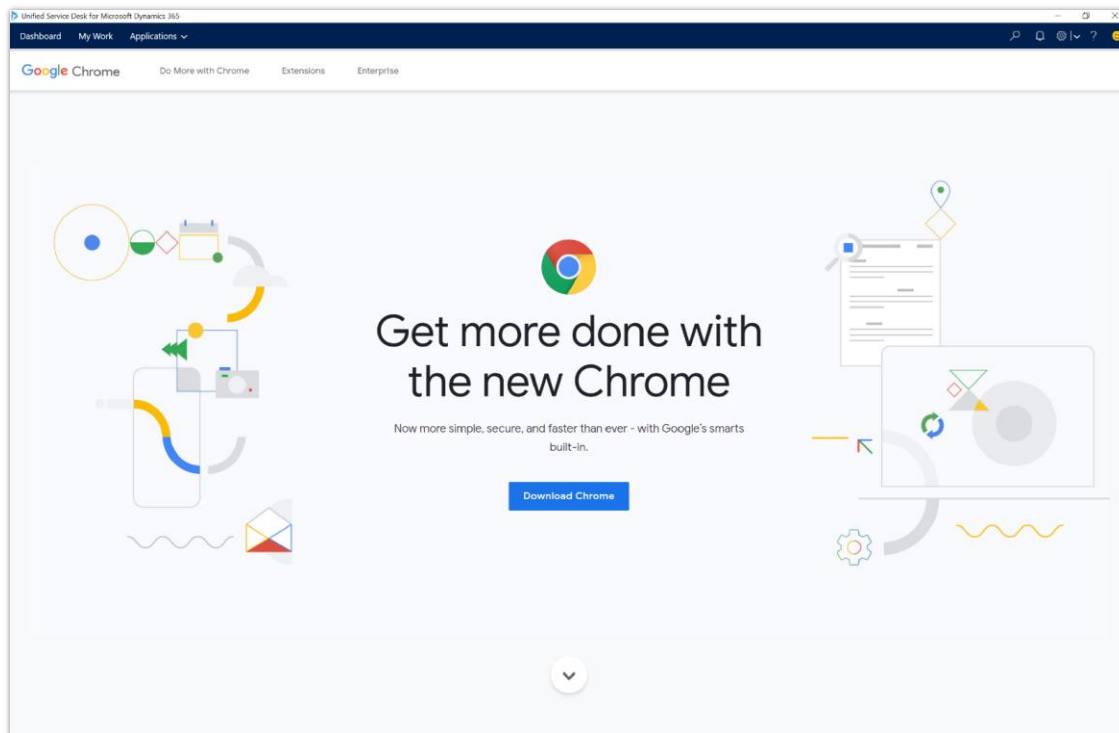 Unified Service Desk for Microsoft Dynamics 365
Dashboard My Work Applications
Google Chrome Do More with Chrome Extensions Enterprise
Get more done with
the new Chrome
Now more simple, secure, and faster than ever - with Google's smarts
built-in.
Download Chrome